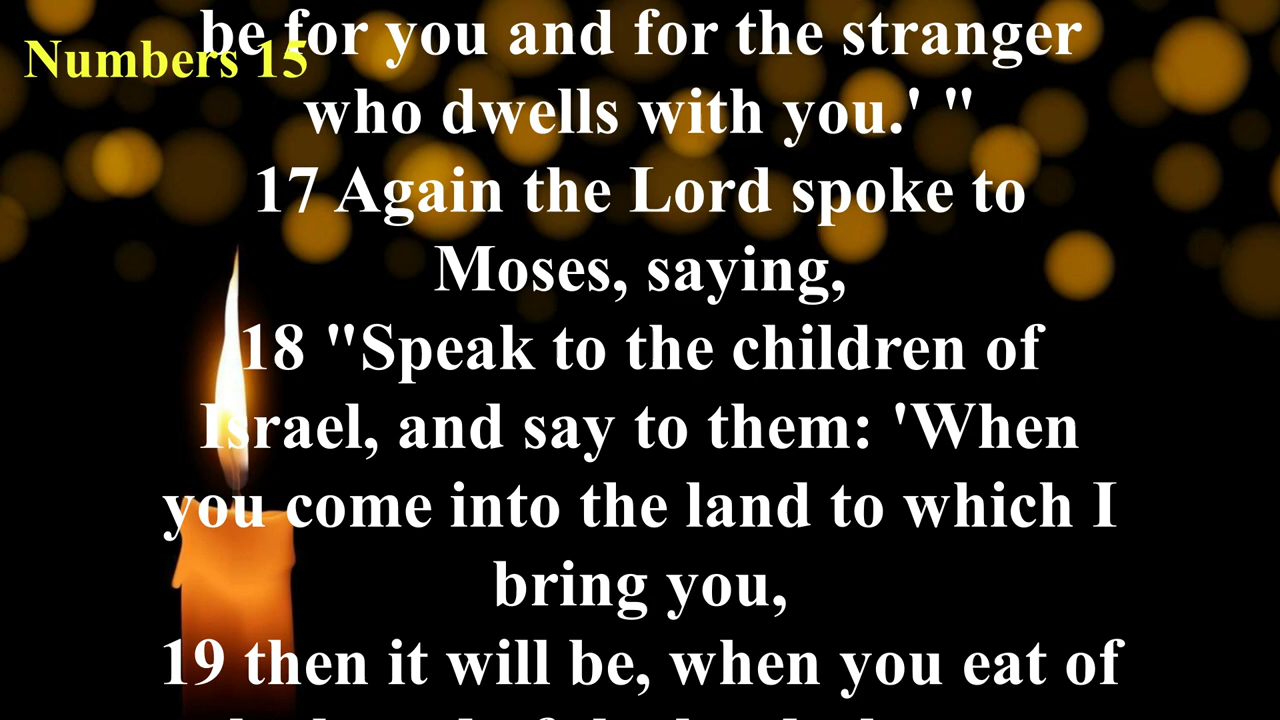 Numbers 15
be for you and for the stranger
who dwells with you.' "
17 Again the Lord spoke to
Moses, saying,
18 "Speak to the children of
Israel, and say to them: 'When
you come into the land to which I
bring you,
19 then it will be, when you eat of